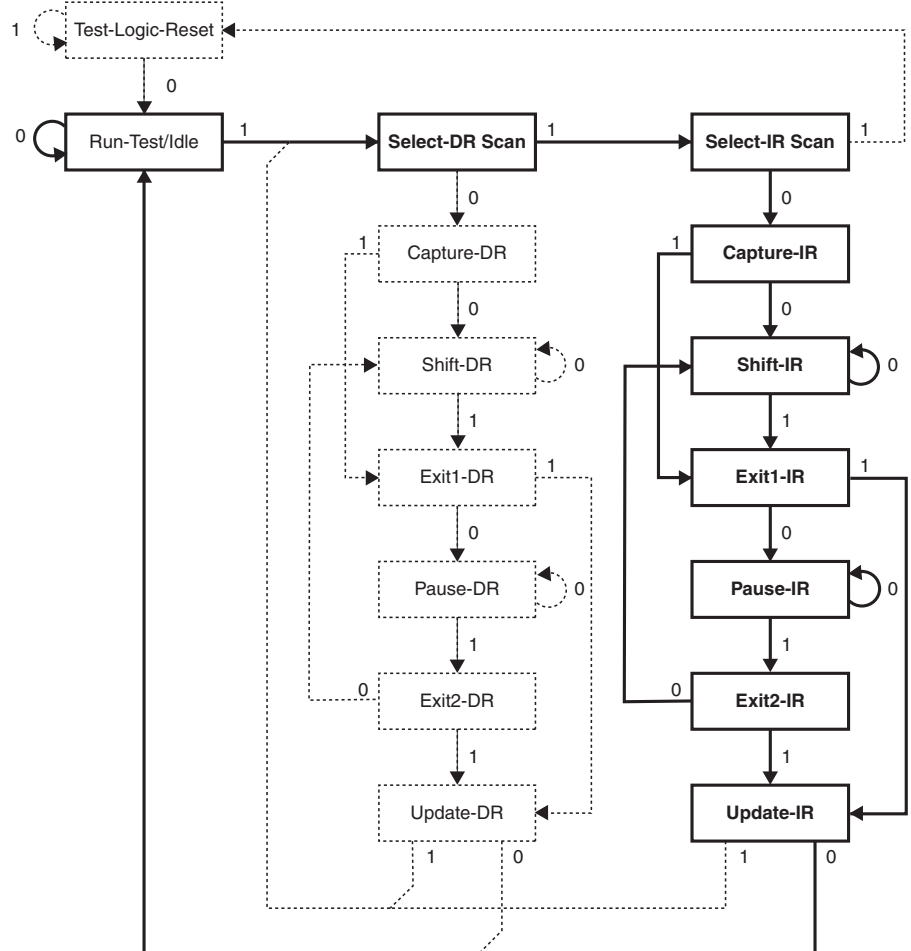 1
Test-Logic-Reset
0
0
Run-Test/Idle
1
Select-DR Scan
1
Select-IR Scan
1
0
0
1
Capture-DR
1
Capture-IR
0
0
Shift-DR
0
Shift-IR
0
1
1
Exit1-DR
1
Exit1-IR
1
0
0
Pause-DR
0
Pause-IR
0
1
1
0
Exit2-DR
0
Exit2-IR
1
1
Update-DR
Update-IR
1
0
1
0